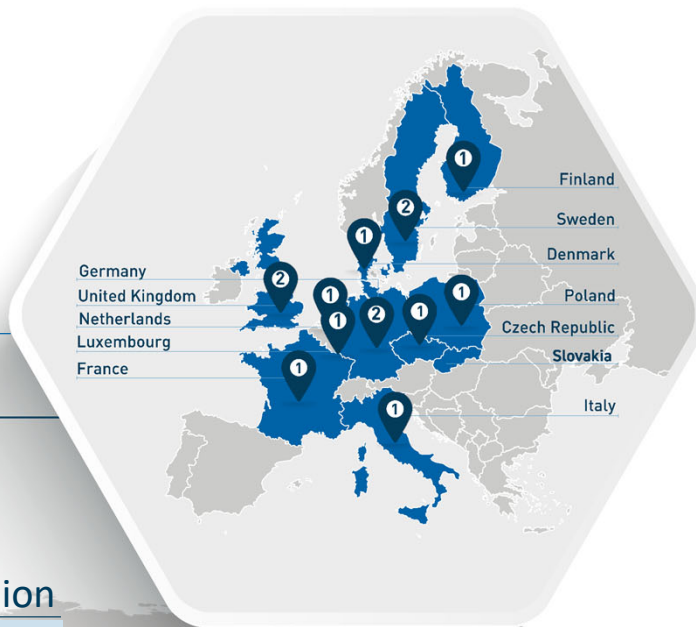 1
Finland
2
Sweden
1
Denmark
Germany
2
United Kingdom
1
1
Poland
Netherlands
1
2
1
Czech Republic
Luxembourg
Slovakia
France
1
1
Italy
ion